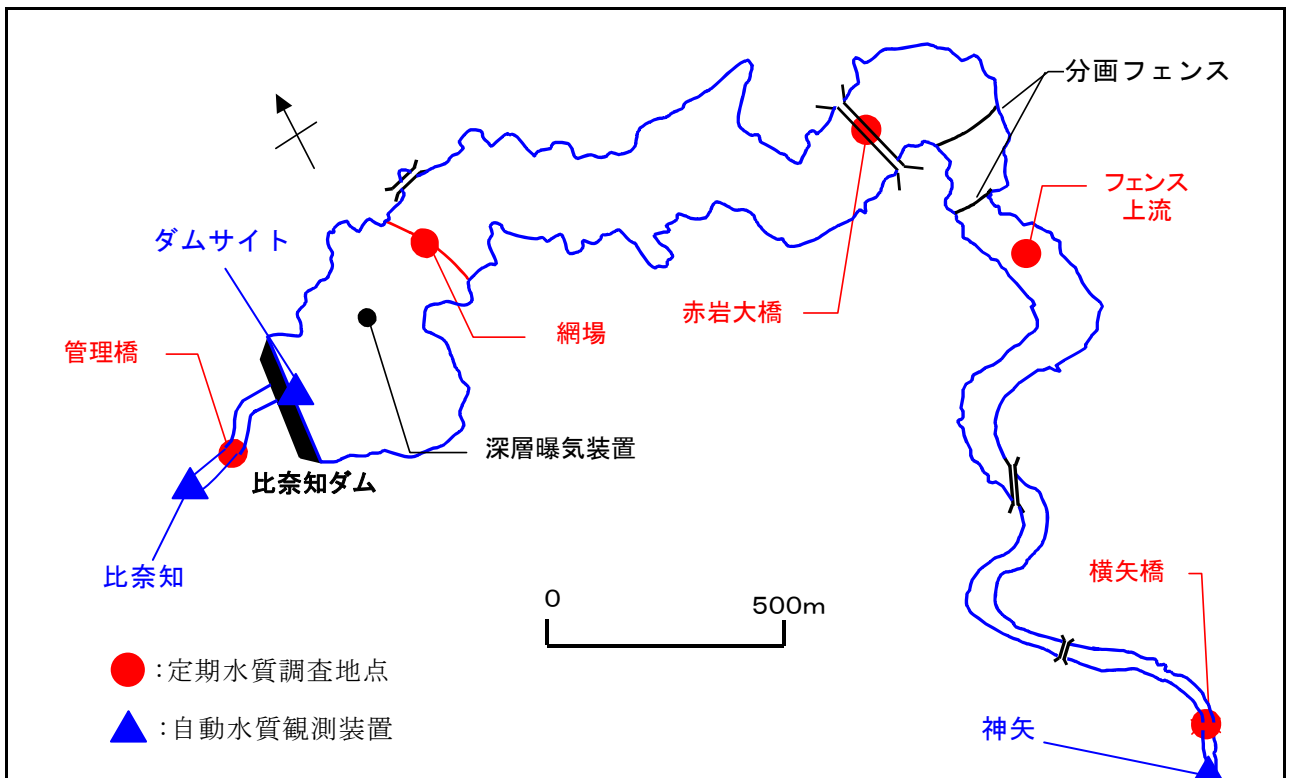 分画フェンス
フェンス
上流
ダムサイト
赤岩大橋
網場
管理橋
深層曝気装置
比奈知ダム
比奈知
横矢橋
0
500m
:定期水質調査地点
:自動水質観測装置
神矢